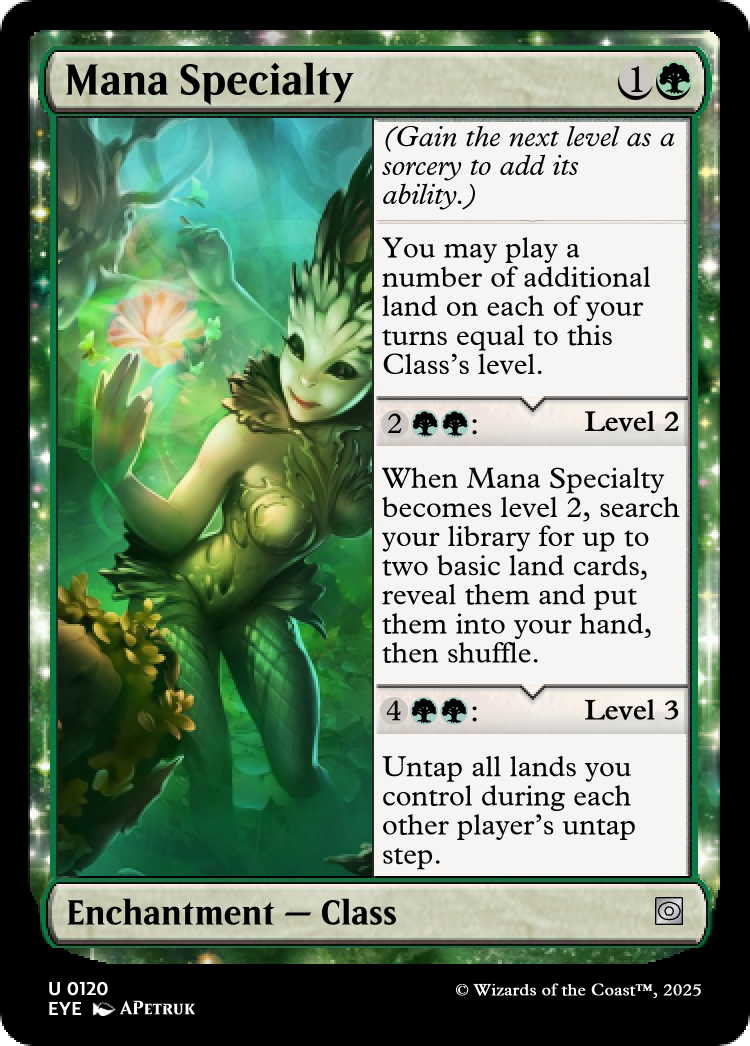 Mana Specialty 1
(Gain the next level as a
sorcery to add its
ability.)
You may play a
number of additional
land on each of your
turns equal to this
Class's level.
2 : Level 2
When Mana Specialty
becomes level 2, search
your library for up to
two basic land cards,
reveal them and put
them into your hand,
then shuffle.
4 : Level 3
Untap all lands you
control during each
other player's untap
step.
Enchantment — Class
U 0120
EYE APetruk
© Wizards of the Coast™, 2025